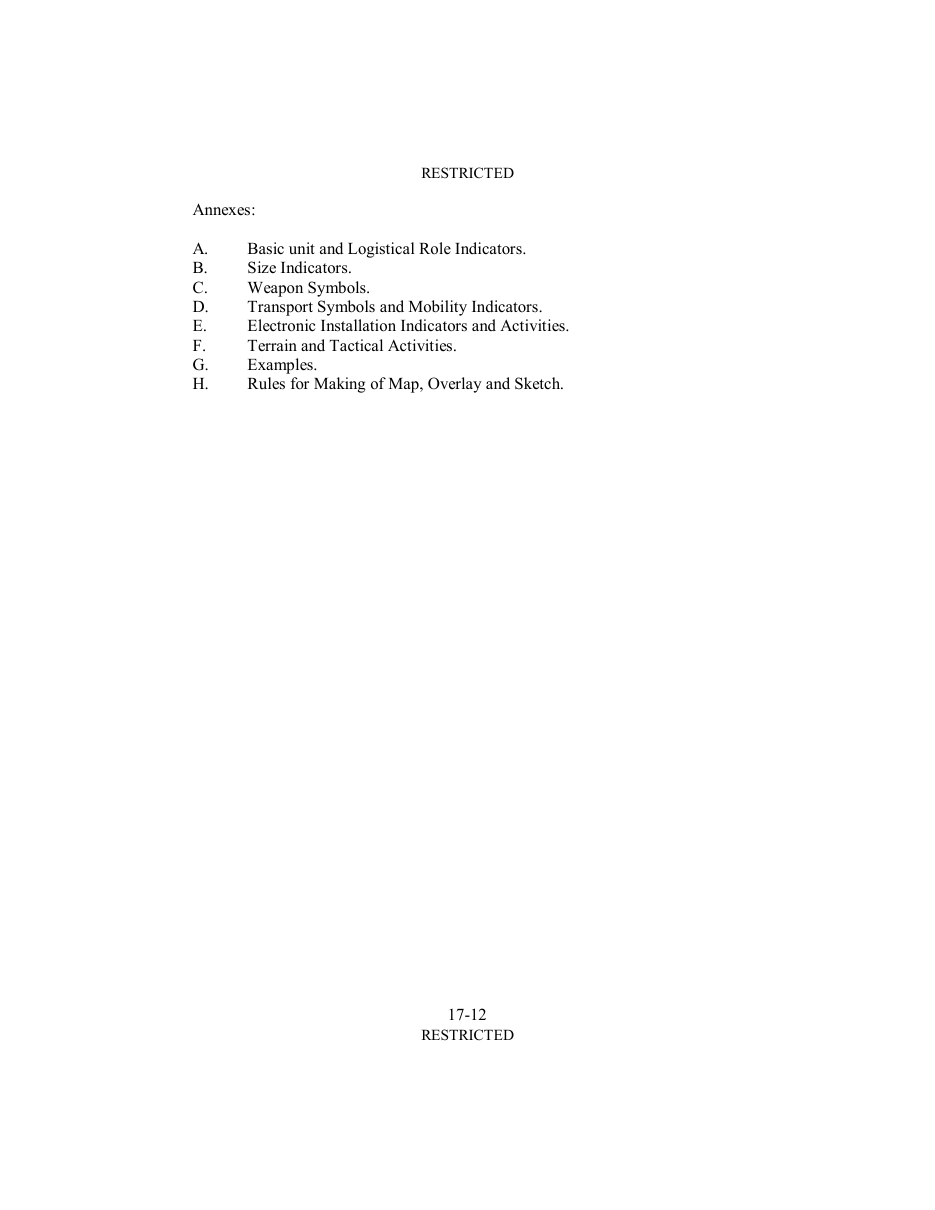 RESTRICTED
Annexes:
A. Basic unit and Logistical Role Indicators.
B. Size Indicators.
C. Weapon Symbols.
D. Transport Symbols and Mobility Indicators.
E. Electronic Installation Indicators and Activities.
F. Terrain and Tactical Activities.
G. Examples.
H. Rules for Making of Map, Overlay and Sketch.
17-12
RESTRICTED